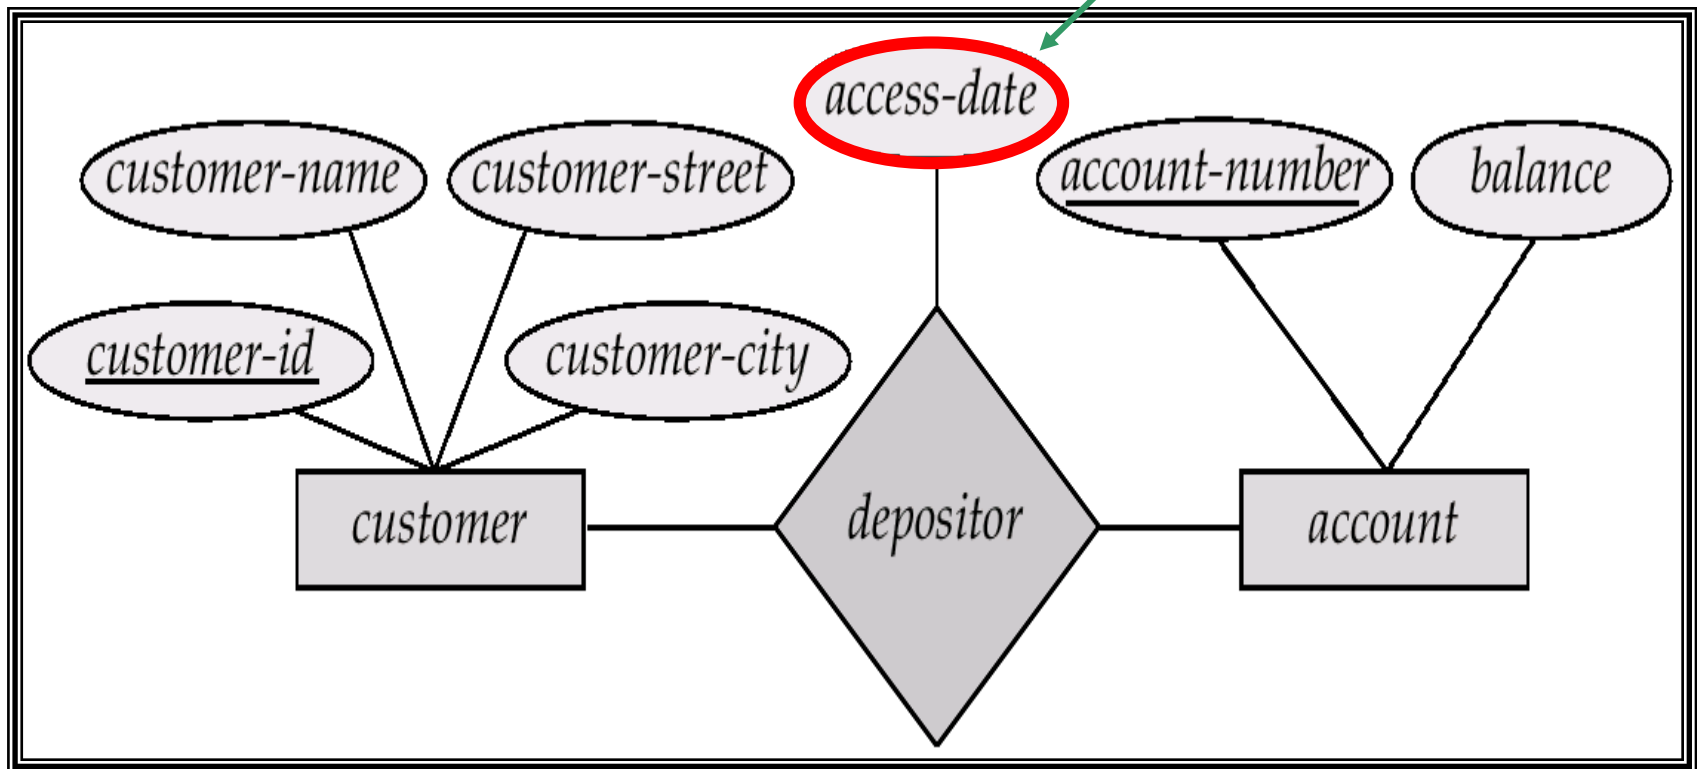 access-date
customer-name
customer-street
account-number
balance
customer-id
customer-city
customer
depositor
account